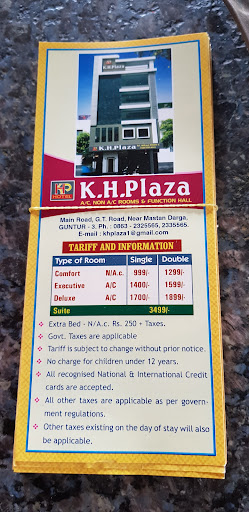 K.H.Plaza
KHP
HOTEL
K.H.Plaza
A/C, NON A/C ROOMS & FUNCTION HALL
Main Road, G.T. Road, Near Mastan Darga,
GUNTUR - 3. Ph. : 0863 - 2325565, 2335565.
E-mail : khplaza1@gmail.com
TARIFF AND INFORMATION
Type of Room Single Double
Comfort N/A.c. 999/- 1299/-
Executive A/C 1400/- 1599/-
Deluxe A/C 1700/- 1899/-
Suite 3499/-
Extra Bed - N/A.c. Rs. 250 + Taxes.
Govt. Taxes are applicable
Tariff is subject to change without prior notice.
No charge for children under 12 years.
All recognised National & International Credit
cards are accepted.
All other taxes are applicable as per govern-
ment regulations.
Other taxes existing on the day of stay will also
be applicable.